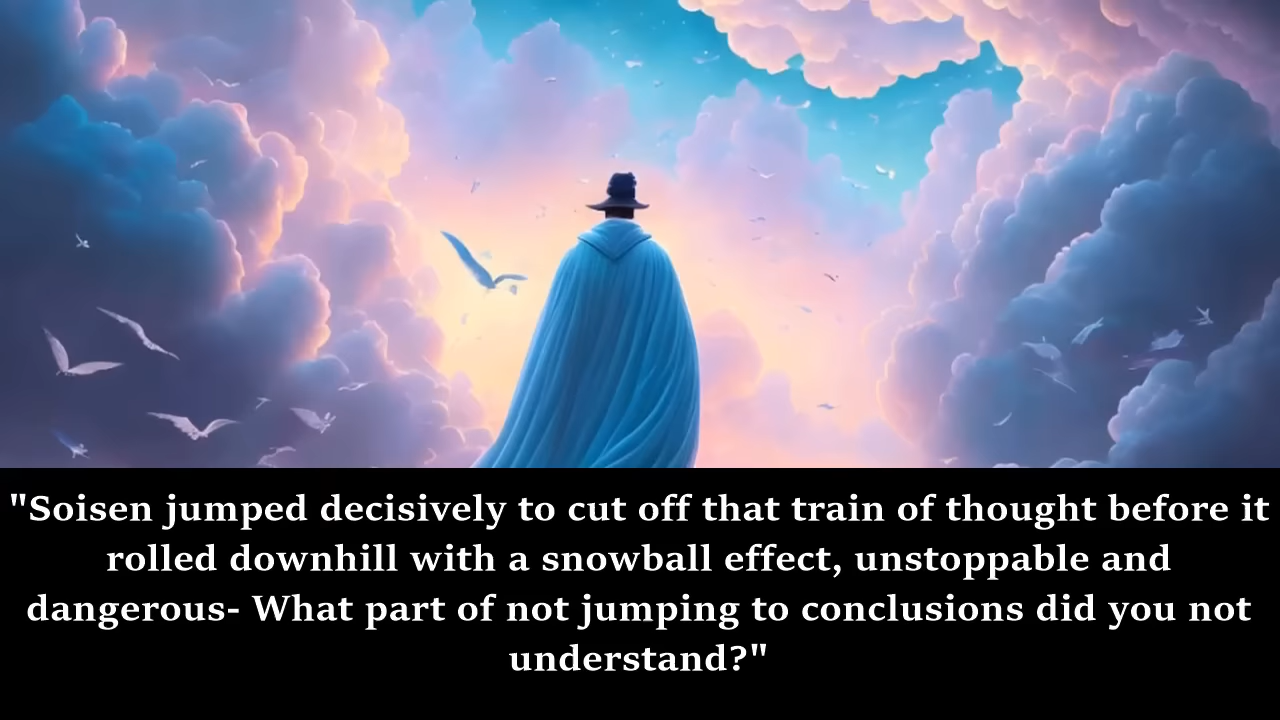 "Soisen jumped decisively to cut off that train of thought before it
rolled downhill with a snowball effect, unstoppable and
dangerous- What part of not jumping to conclusions did you not
understand?"